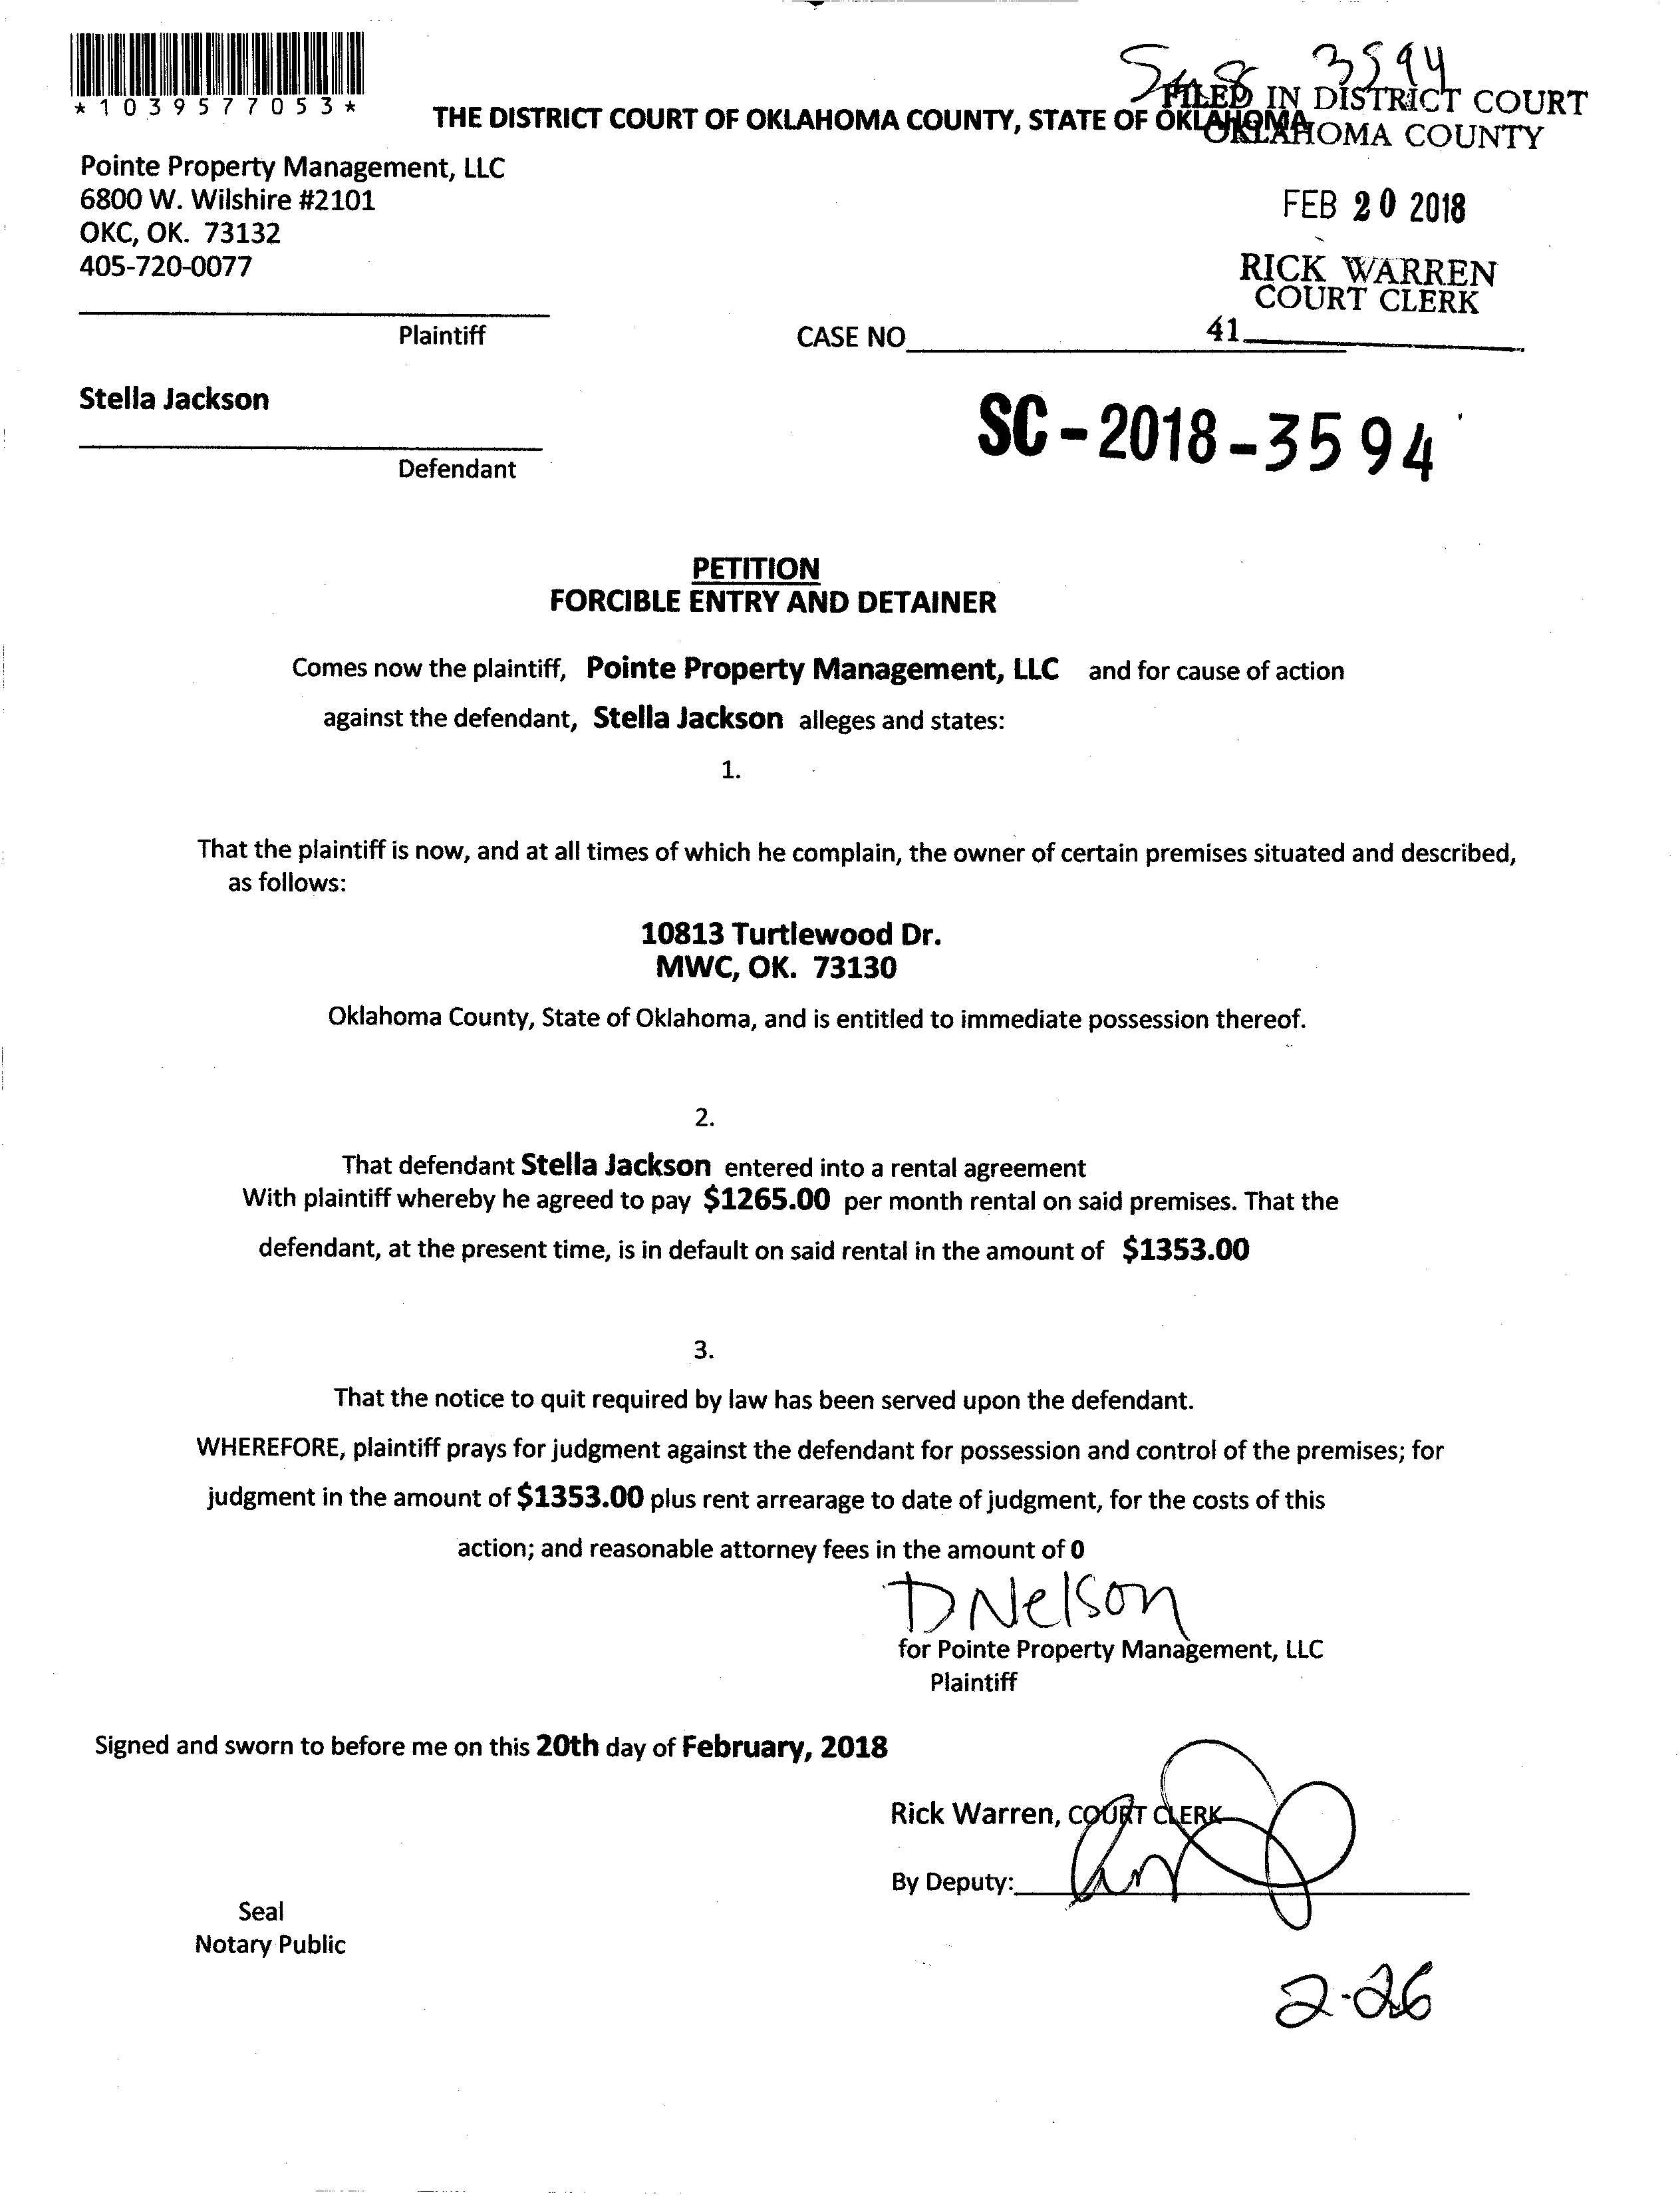 *1039577053*
3594
FILED IN DISTRICT COURT
THE DISTRICT COURT OF OKLAHOMA COUNTY, STATE OF OKLAHOMA
OKLAHOMA COUNTY
Pointe Property Management, LLC
6800 W. Wilshire #2101
OKC, OK. 73132
405-720-0077
FEB 20 2018
RICK WARREN
COURT CLERK
Plaintiff
CASE NO
41
Stella Jackson
SC-2018-3594
Defendant
PETITION
FORCIBLE ENTRY AND DETAINER
Comes now the plaintiff, Pointe Property Management, LLC and for cause of action
against the defendant, Stella Jackson alleges and states:
1.
That the plaintiff is now, and at all times of which he complain, the owner of certain premises situated and described,
as follows:
10813 Turtlewood Dr.
MWC, OK. 73130
Oklahoma County, State of Oklahoma, and is entitled to immediate possession thereof.
2.
That defendant Stella Jackson entered into a rental agreement
With plaintiff whereby he agreed to pay $1265.00 per month rental on said premises. That the
defendant, at the present time, is in default on said rental in the amount of $1353.00
3.
That the notice to quit required by law has been served upon the defendant.
WHEREFORE, plaintiff prays for judgment against the defendant for possession and control of the premises; for
judgment in the amount of $1353.00 plus rent arrearage to date of judgment, for the costs of this
action; and reasonable attorney fees in the amount of 0
D Nelson
for Pointe Property Management, LLC
Plaintiff
Signed and sworn to before me on this 20th day of February, 2018
Rick Warren, COURT CLERK
By Deputy:
Seal
Notary Public
2-26